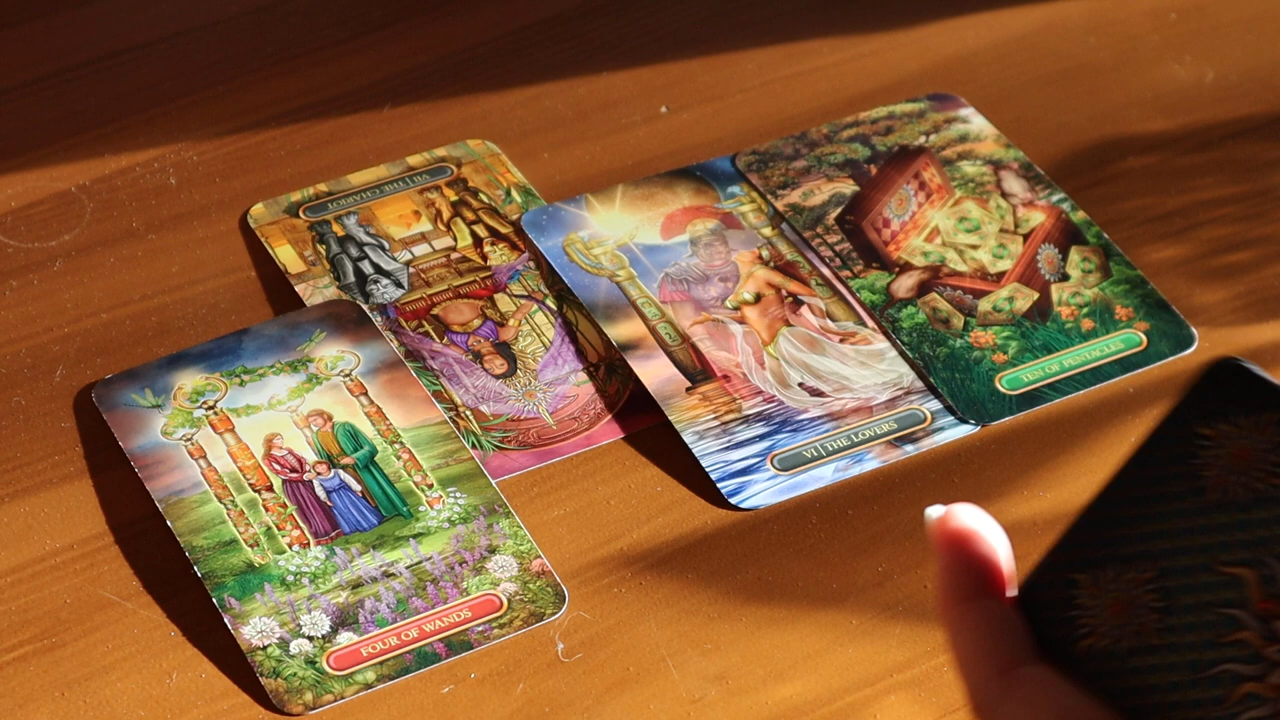 VII | THE CHARIOT
VI | THE LOVERS
TEN OF PENTACLES
FOUR OF WANDS